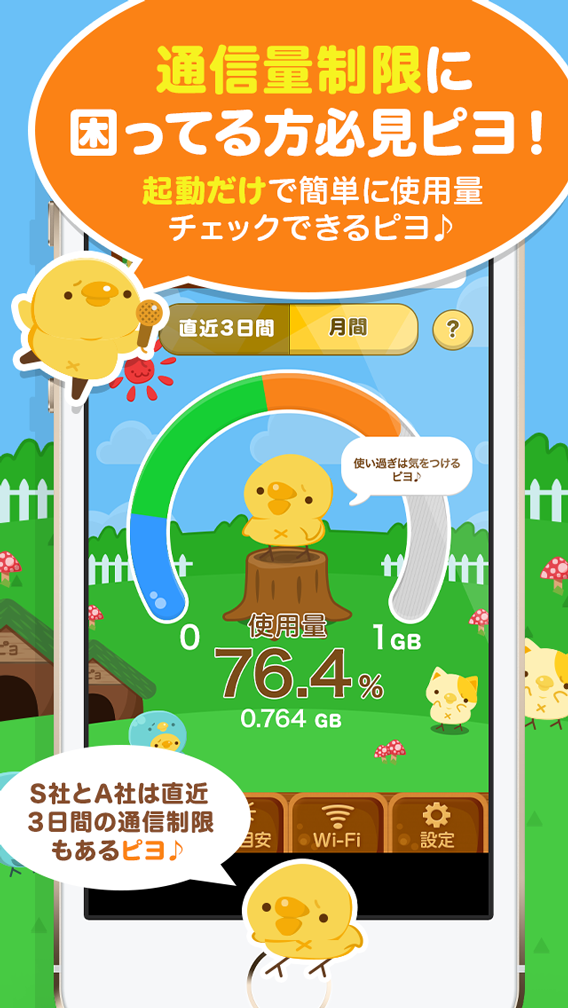 通信量制限に
困ってる方必見ピヨ！
起動だけで簡単に使用量
チェックできるピヨ♪
直近3日間
月間
?
使い過ぎは気をつける
ピヨ♪
0
使用量
1GB
76.4%
0.764 GB
S社とA社は直近
3日間の通信制限
もあるピヨ♪
目安
Wi-Fi
設定